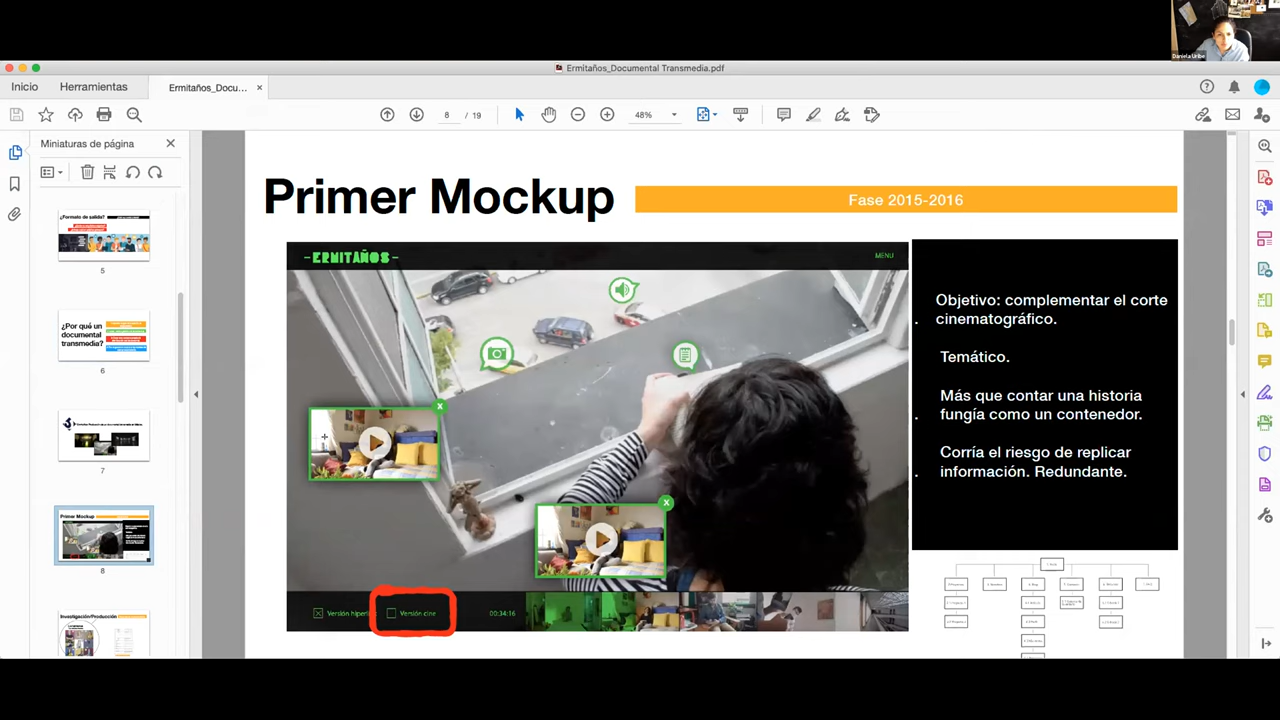 Daniela Uribe
Ermitaños_Documental Transmedia.pdf
Inicio
Herramientas
Ermitaños_Docu...
8 / 19
48%
Miniaturas de página
¿Formato de salida?
5
¿Por qué un
documental
transmedia?
6
7
Primer Mockup
8
Investigación/Producción
Primer Mockup
Fase 2015-2016
-ERMITAÑOS-
MENU
x
x
Versión hiperl
Versión cine
00:34:16
Objetivo: complementar el corte
. cinematográfico.
Temático.
Más que contar una historia
. fungía como un contenedor.
Corría el riesgo de replicar
. información. Redundante.